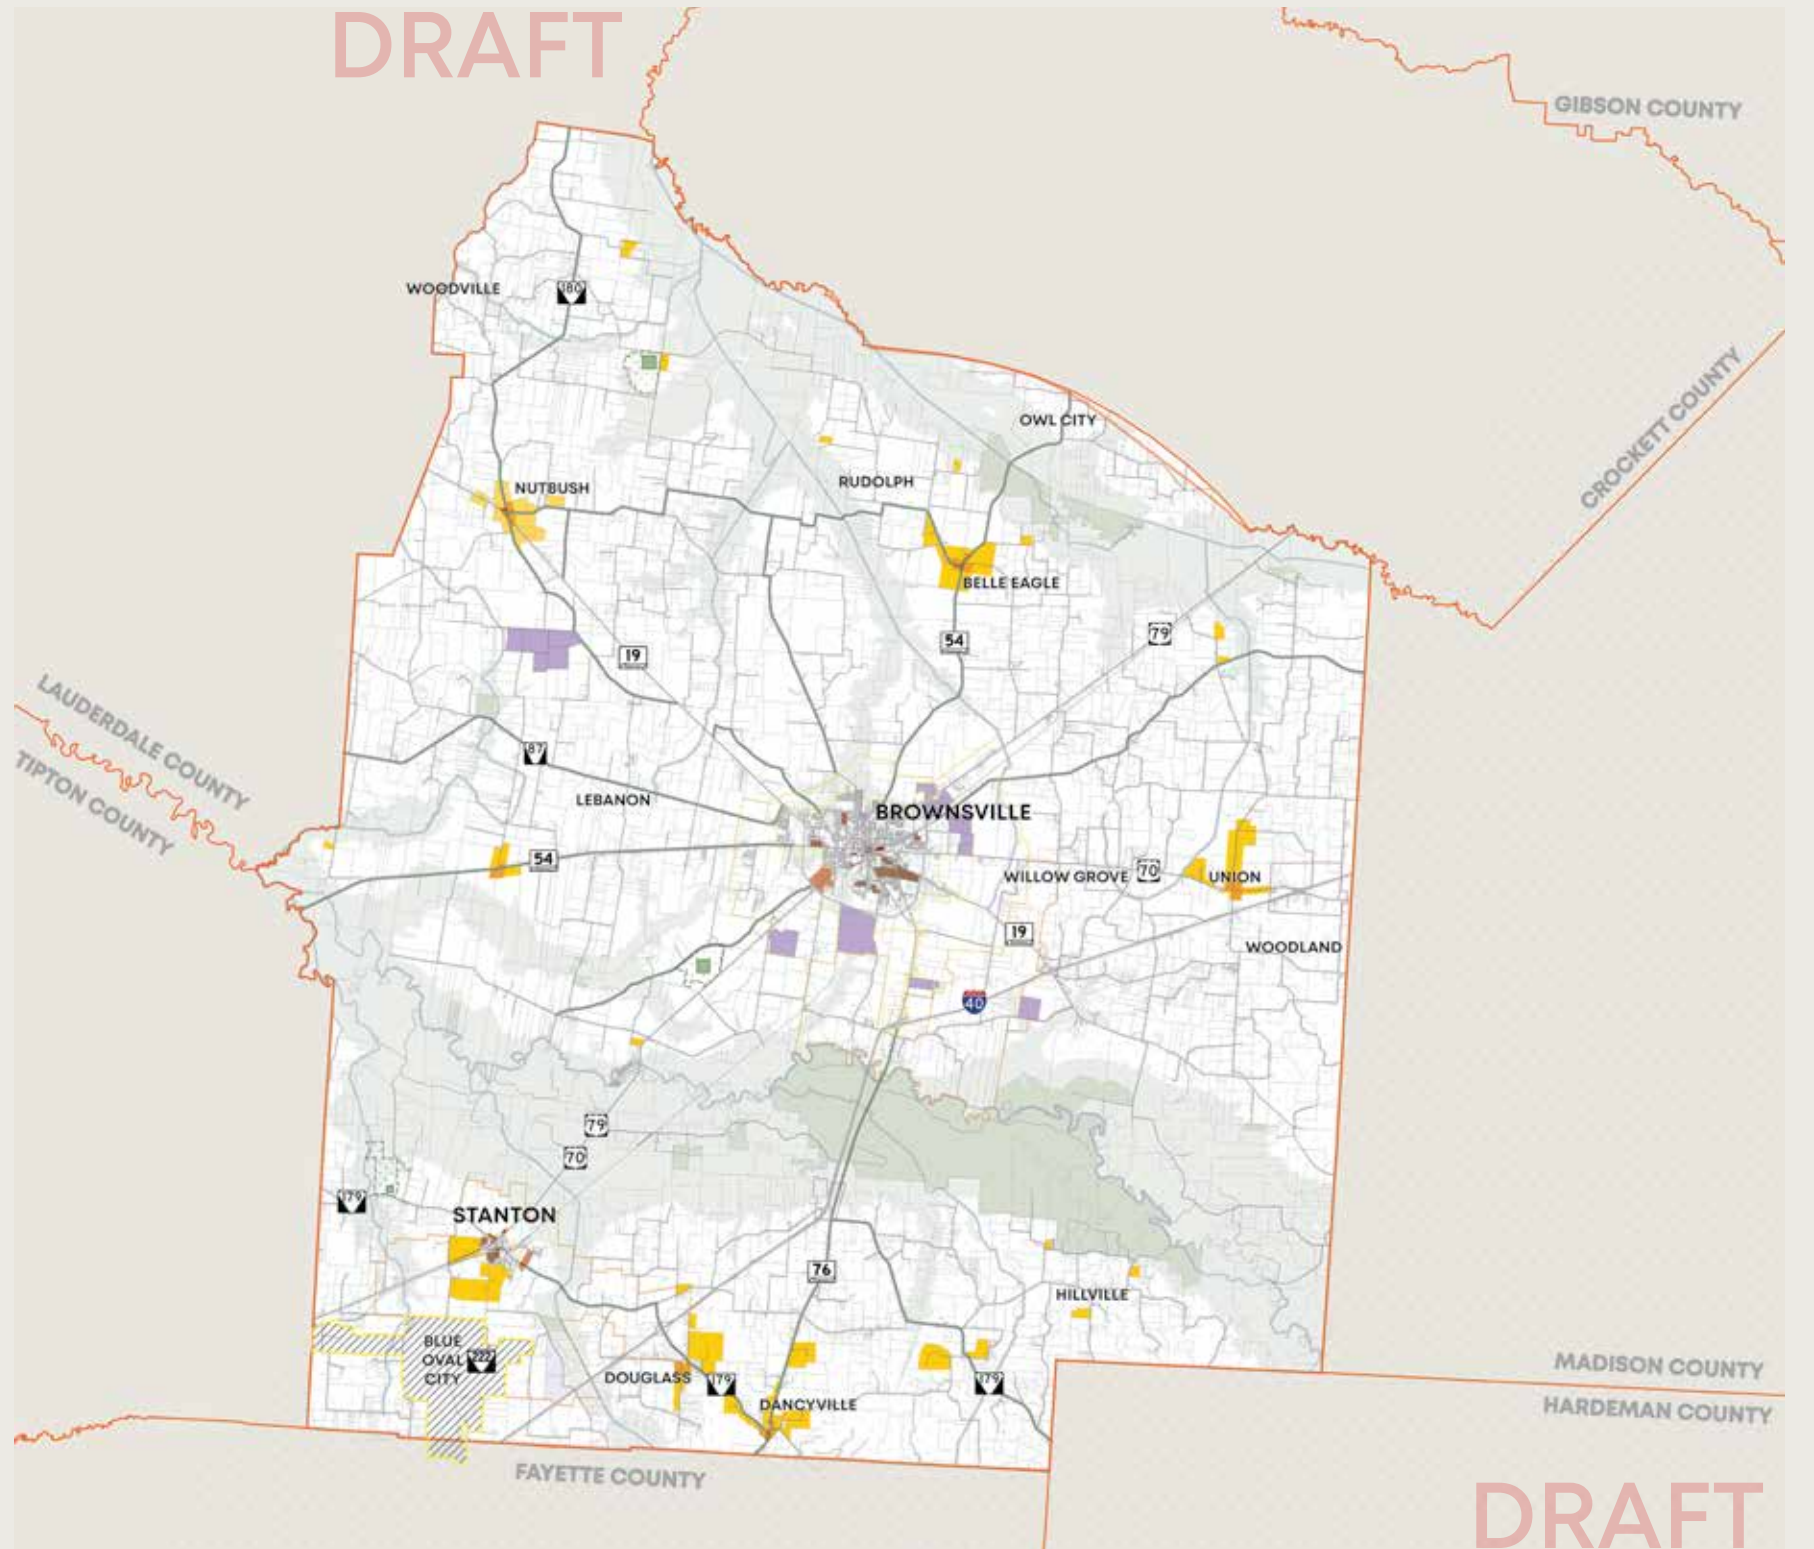 DRAFT
GIBSON COUNTY
WOODVILLE
180
CROCKETT COUNTY
OWL CITY
NUTBUSH
RUDOLPH
BELLE EAGLE
54
79
19
LAUDERDALE COUNTY
TIPTON COUNTY
87
LEBANON
BROWNSVILLE
54
WILLOW GROVE
70
UNION
19
WOODLAND
40
79
70
179
STANTON
76
HILLVILLE
BLUE
OVAL
CITY
222
DOUGLASS
179
DANCYVILLE
179
MADISON COUNTY
HARDEMAN COUNTY
FAYETTE COUNTY
DRAFT